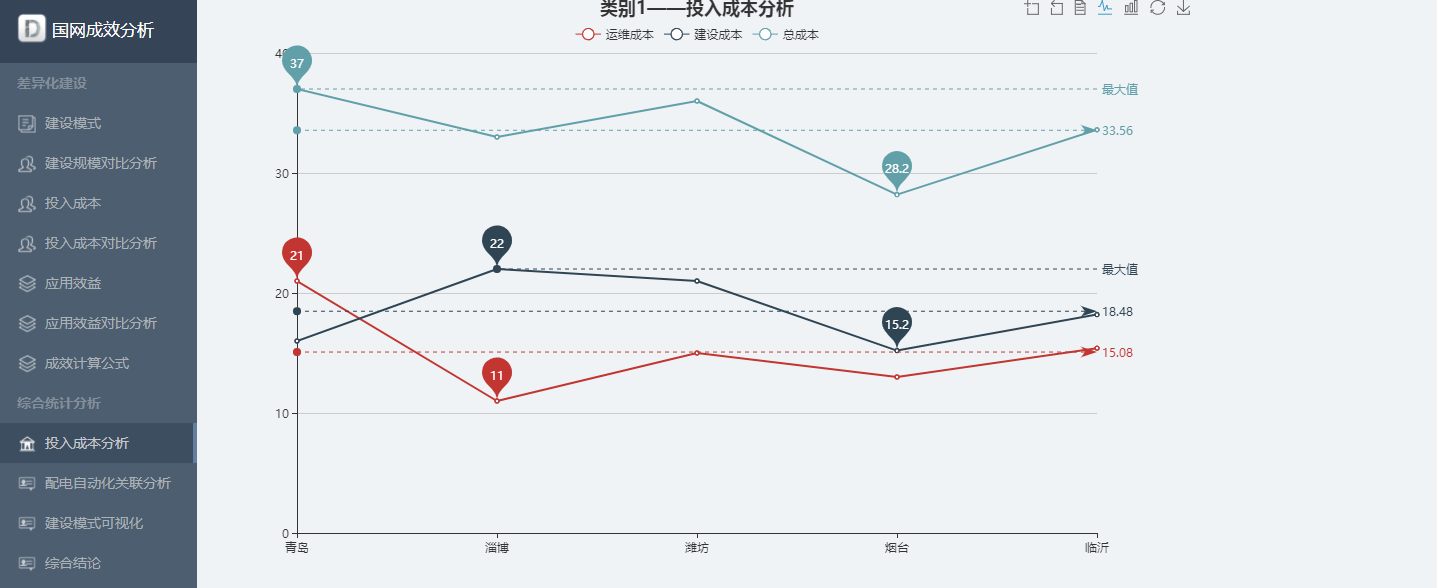 国网成效分析
差异化建设
建设模式
建设规模对比分析
投入成本
投入成本对比分析
应用效益
应用效益对比分析
成效计算公式
综合统计分析
投入成本分析
配电自动化关联分析
建设模式可视化
综合结论
类别1——投入成本分析
运维成本 建设成本 总成本
40
37
最大值
33.56
30
28.2
22
最大值
21
20
18.48
15.2
15.08
11
10
0
青岛 淄博 潍坊 烟台 临沂